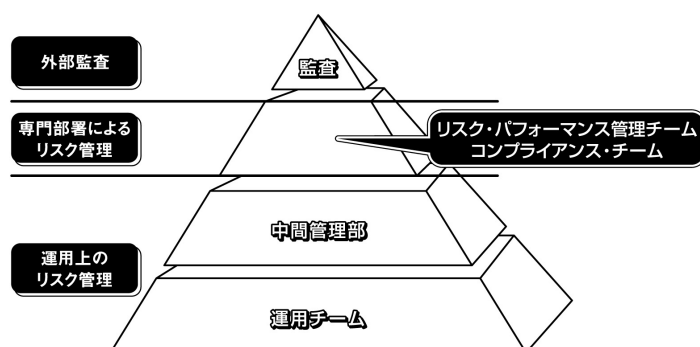 外部監査
監査
専門部署による
リスク管理
リスク・パフォーマンス管理チーム
コンプライアンス・チーム
中間管理部
運用上の
リスク管理
運用チーム